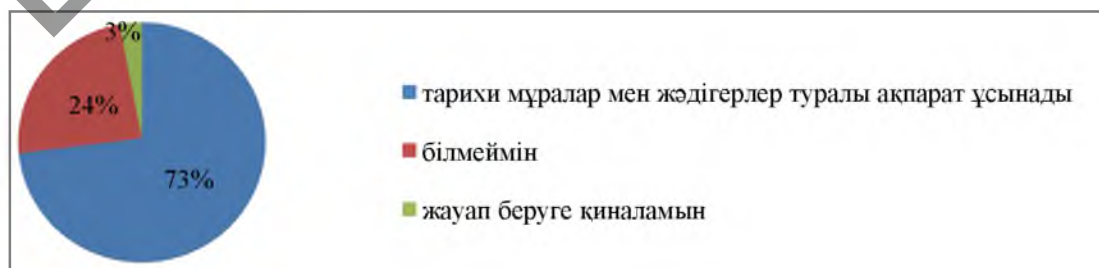 3%
24%
73%
тарихи мұралар мен жәдігерлер туралы ақпарат ұсынады
білмеймін
жауап беруге қиналамын